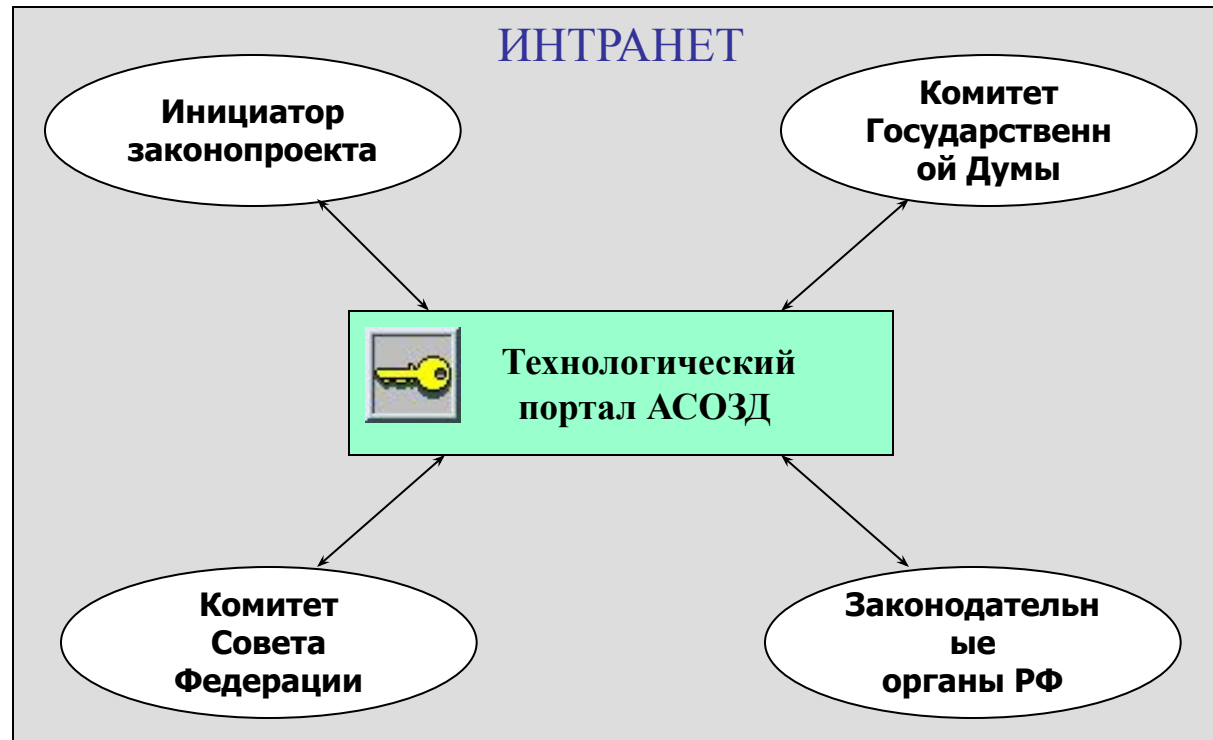 ИНТРАНЕТ
Инициатор
законопроекта
Комитет
Государственн
ой Думы
Технологический
портал АСОЗД
Комитет
Совета
Федерации
Законодательн
ые
органы РФ